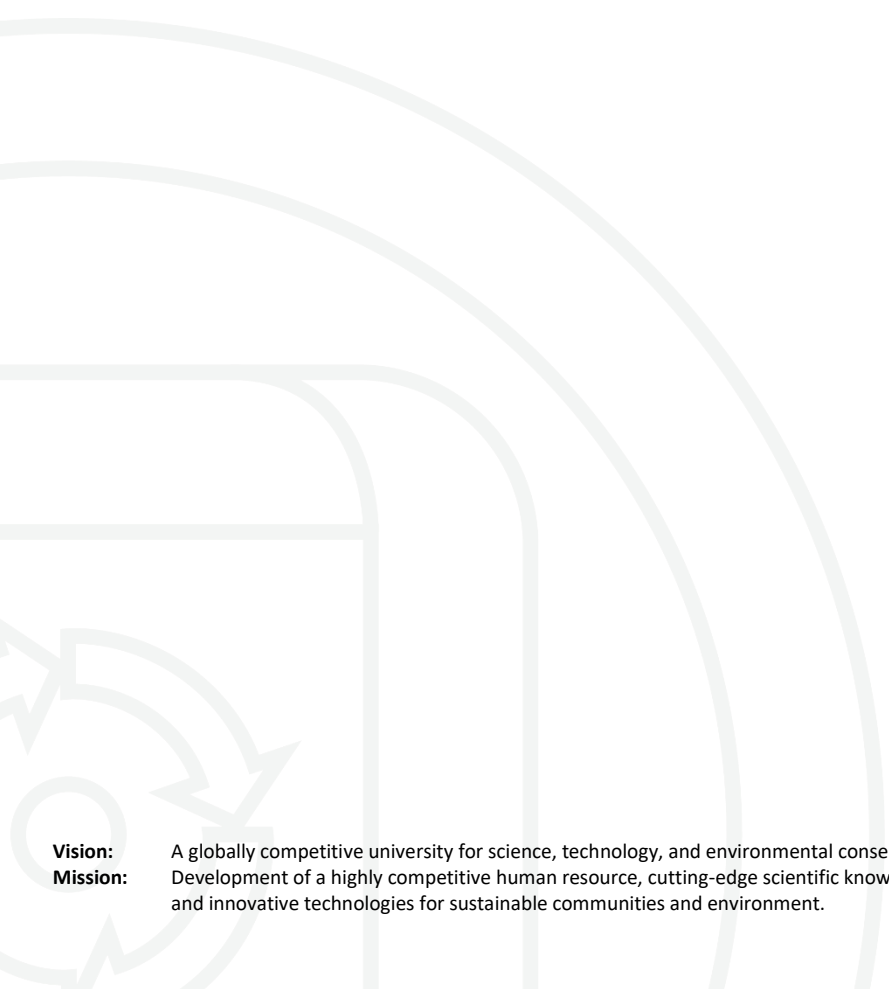 Vision: A globally competitive university for science, technology, and environmental
Mission: Development of a highly competitive human resource, cutting-edge scientific
and innovative technologies for sustainable communities and environment.